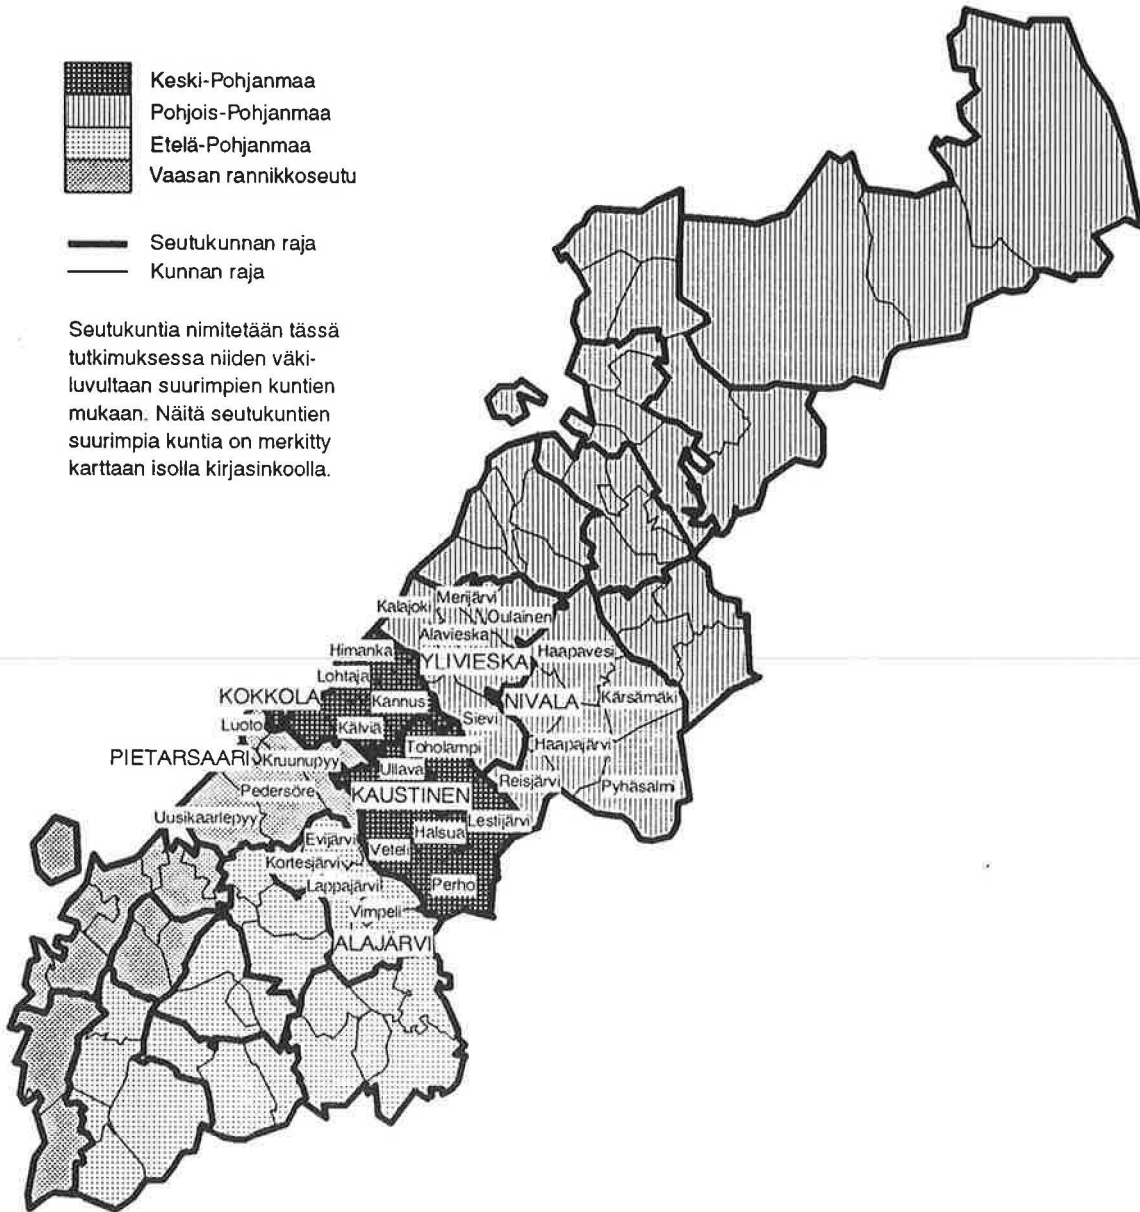 Keski-Pohjanmaa
Pohjois-Pohjanmaa
Etelä-Pohjanmaa
Vaasan rannikkoseutu
Seutukunnan raja
Kunnan raja
Seutukuntia nimitetään tässä
tutkimuksessa niiden väki-
luvultaan suurimpien kuntien
mukaan. Näitä seutukuntien
suurimpia kuntia on merkitty
karttaan isolla kirjasinkoolla.
Merijärvi
Kalajoki
Oulainen
Alavieska
Himanka
Haapavesi
YLIVIESKA
Lohtaja
KOKKOLA
Kannus
NIVALA
Kärsämäki
Luoto
Kälviä
Sievi
Toholampi
Haapajärvi
PIETARSAARI
Kruunupyy
Ullava
Reisjärvi
Pyhäsalmi
Pedersöre
KAUSTINEN
Uusikaarlepyy
Lestijärvi
Evijärvi
Halsua
Veteli
Kortesjärvi
Lappajärvi
Perho
Vimpeli
ALAJÄRVI